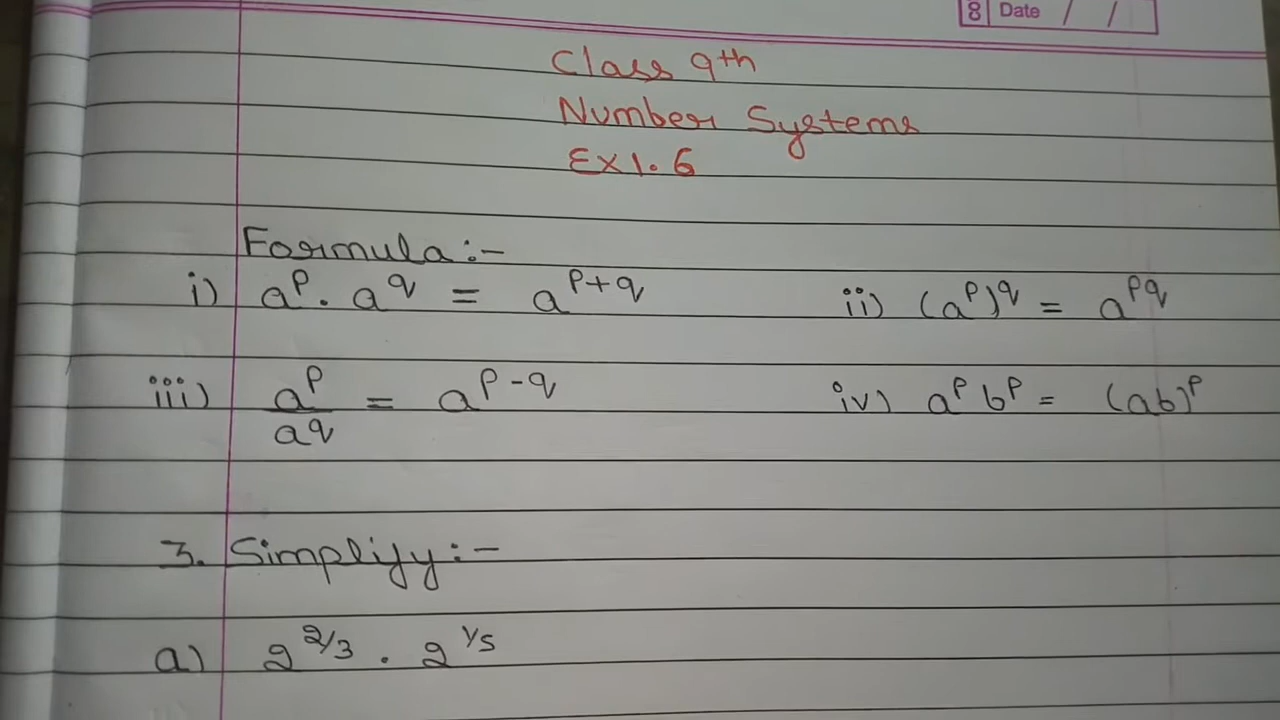 8 Date / /
Class 9th
Number Systems
Ex 1.6
Formula:-
i) a^p . a^q = a^{p+q} ii) (a^p)^q = a^{pq}
iii) a^p/a^q = a^{p-q} iv) a^p b^p = (ab)^p
3. Simplify:-
a) 2^{2/3} . 2^{1/5}